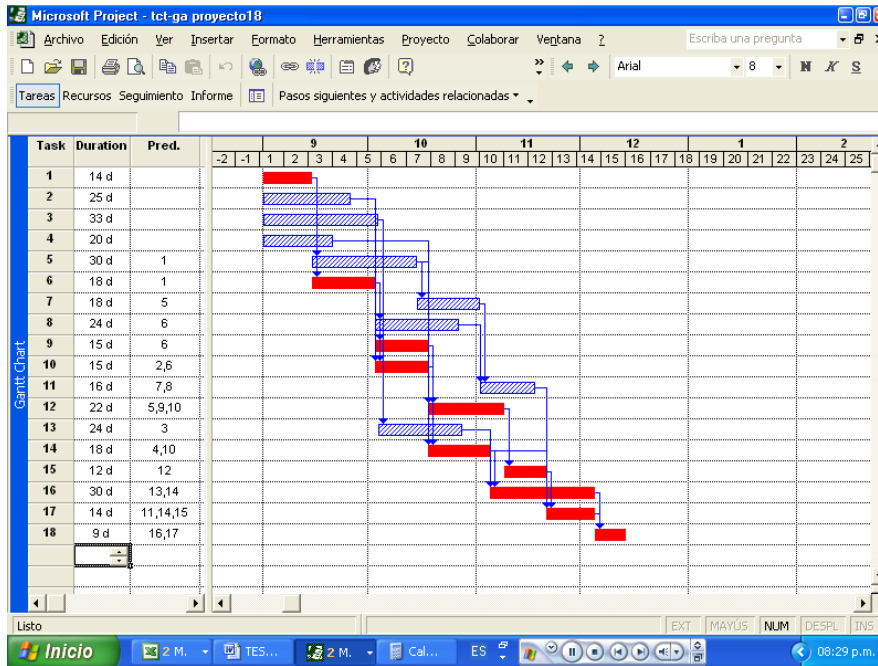 Microsoft Project - tct-ga proyecto18
Archivo Edición Ver Insertar Formato Herramientas Proyecto Colaborar Ventana ? Escriba una pregunta
Arial 8 N K S
Tareas Recursos Seguimiento Informe Pasos siguientes y actividades relacionadas
Task Duration Pred. 9 10 11 12 1 2
-2 -1 1 2 3 4 5 6 7 8 9 10 11 12 13 14 15 16 17 18 19 20 21 22 23 24 25
1 14 d
2 25 d
3 33 d
4 20 d
5 30 d 1
6 18 d 1
7 18 d 5
8 24 d 6
9 15 d 6
10 15 d 2,6
11 16 d 7,8
12 22 d 5,9,10
13 24 d 3
14 18 d 4,10
15 12 d 12
16 30 d 13,14
17 14 d 11,14,15
18 9 d 16,17
Gantt Chart
Listo EXT MAYÚS NUM DESPL INS
Inicio 2 M. TES... 2 M. Cal... ES 08:29 p.m.